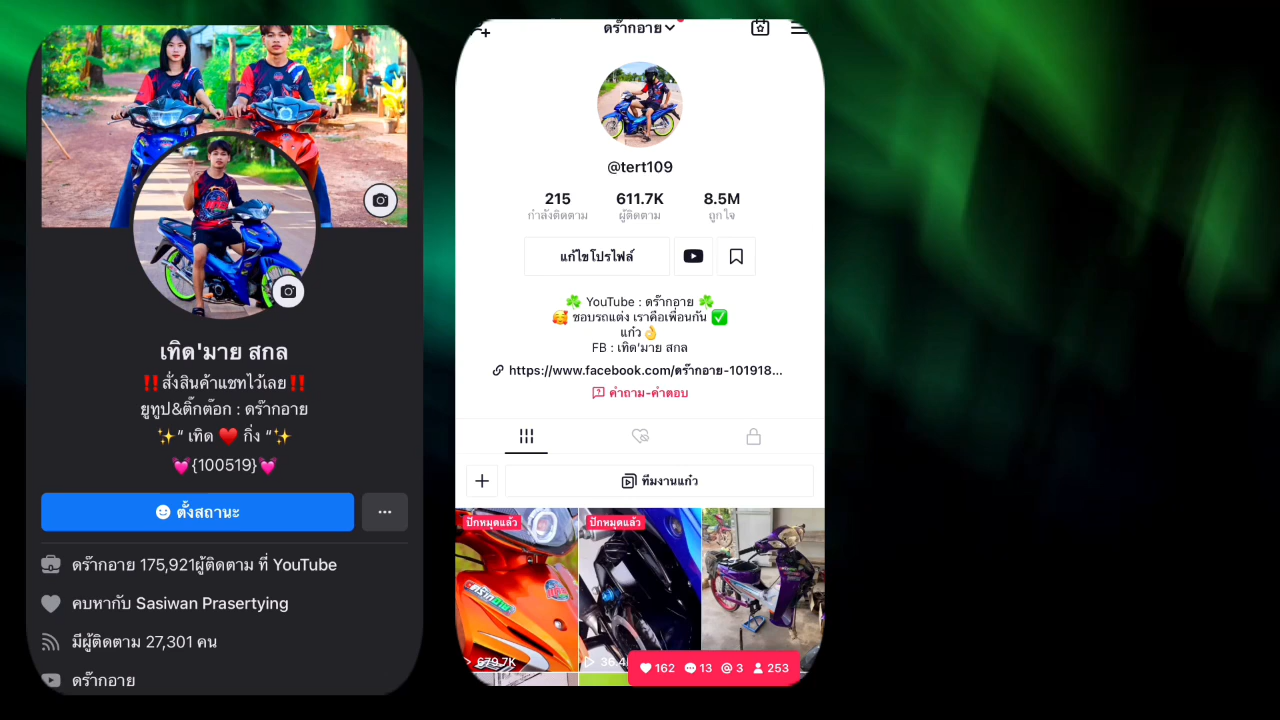 เทิด'มาย สกล
‼️สั่งสินค้าแชทไว้เลย‼️
ยูทูป&ติ๊กต๊อก : ดร๊ากอาย
✨“ เทิด ❤️ กิ่ง “✨
💓{100519}💓
ตั้งสถานะ
ดร๊ากอาย 175,921ผู้ติดตาม ที่ YouTube
คบหากับ Sasiwan Prasertying
มีผู้ติดตาม 27,301 คน
ดร๊ากอาย
ดร๊ากอาย
@tert109
215 611.7K 8.5M
กำลังติดตาม ผู้ติดตาม ถูกใจ
แก้ไขโปรไฟล์
☘️ YouTube : ดร๊ากอาย ☘️
🥰 ชอบรถแต่ง เราคือเพื่อนกัน ✅
แก๋ว👌
FB : เทิด'มาย สกล
https://www.facebook.com/ดร๊ากอาย-101918...
คำถาม-คำตอบ
ทีมงานแก๋ว
ปักหมุดแล้ว ปักหมุดแล้ว
ดร๊ากอาย
679.7K 36.4
162 13 @ 3 253